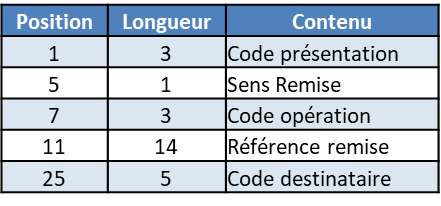 Position Longueur Contenu
1 3 Code présentation
5 1 Sens Remise
7 3 Code opération
11 14 Référence remise
25 5 Code destinataire